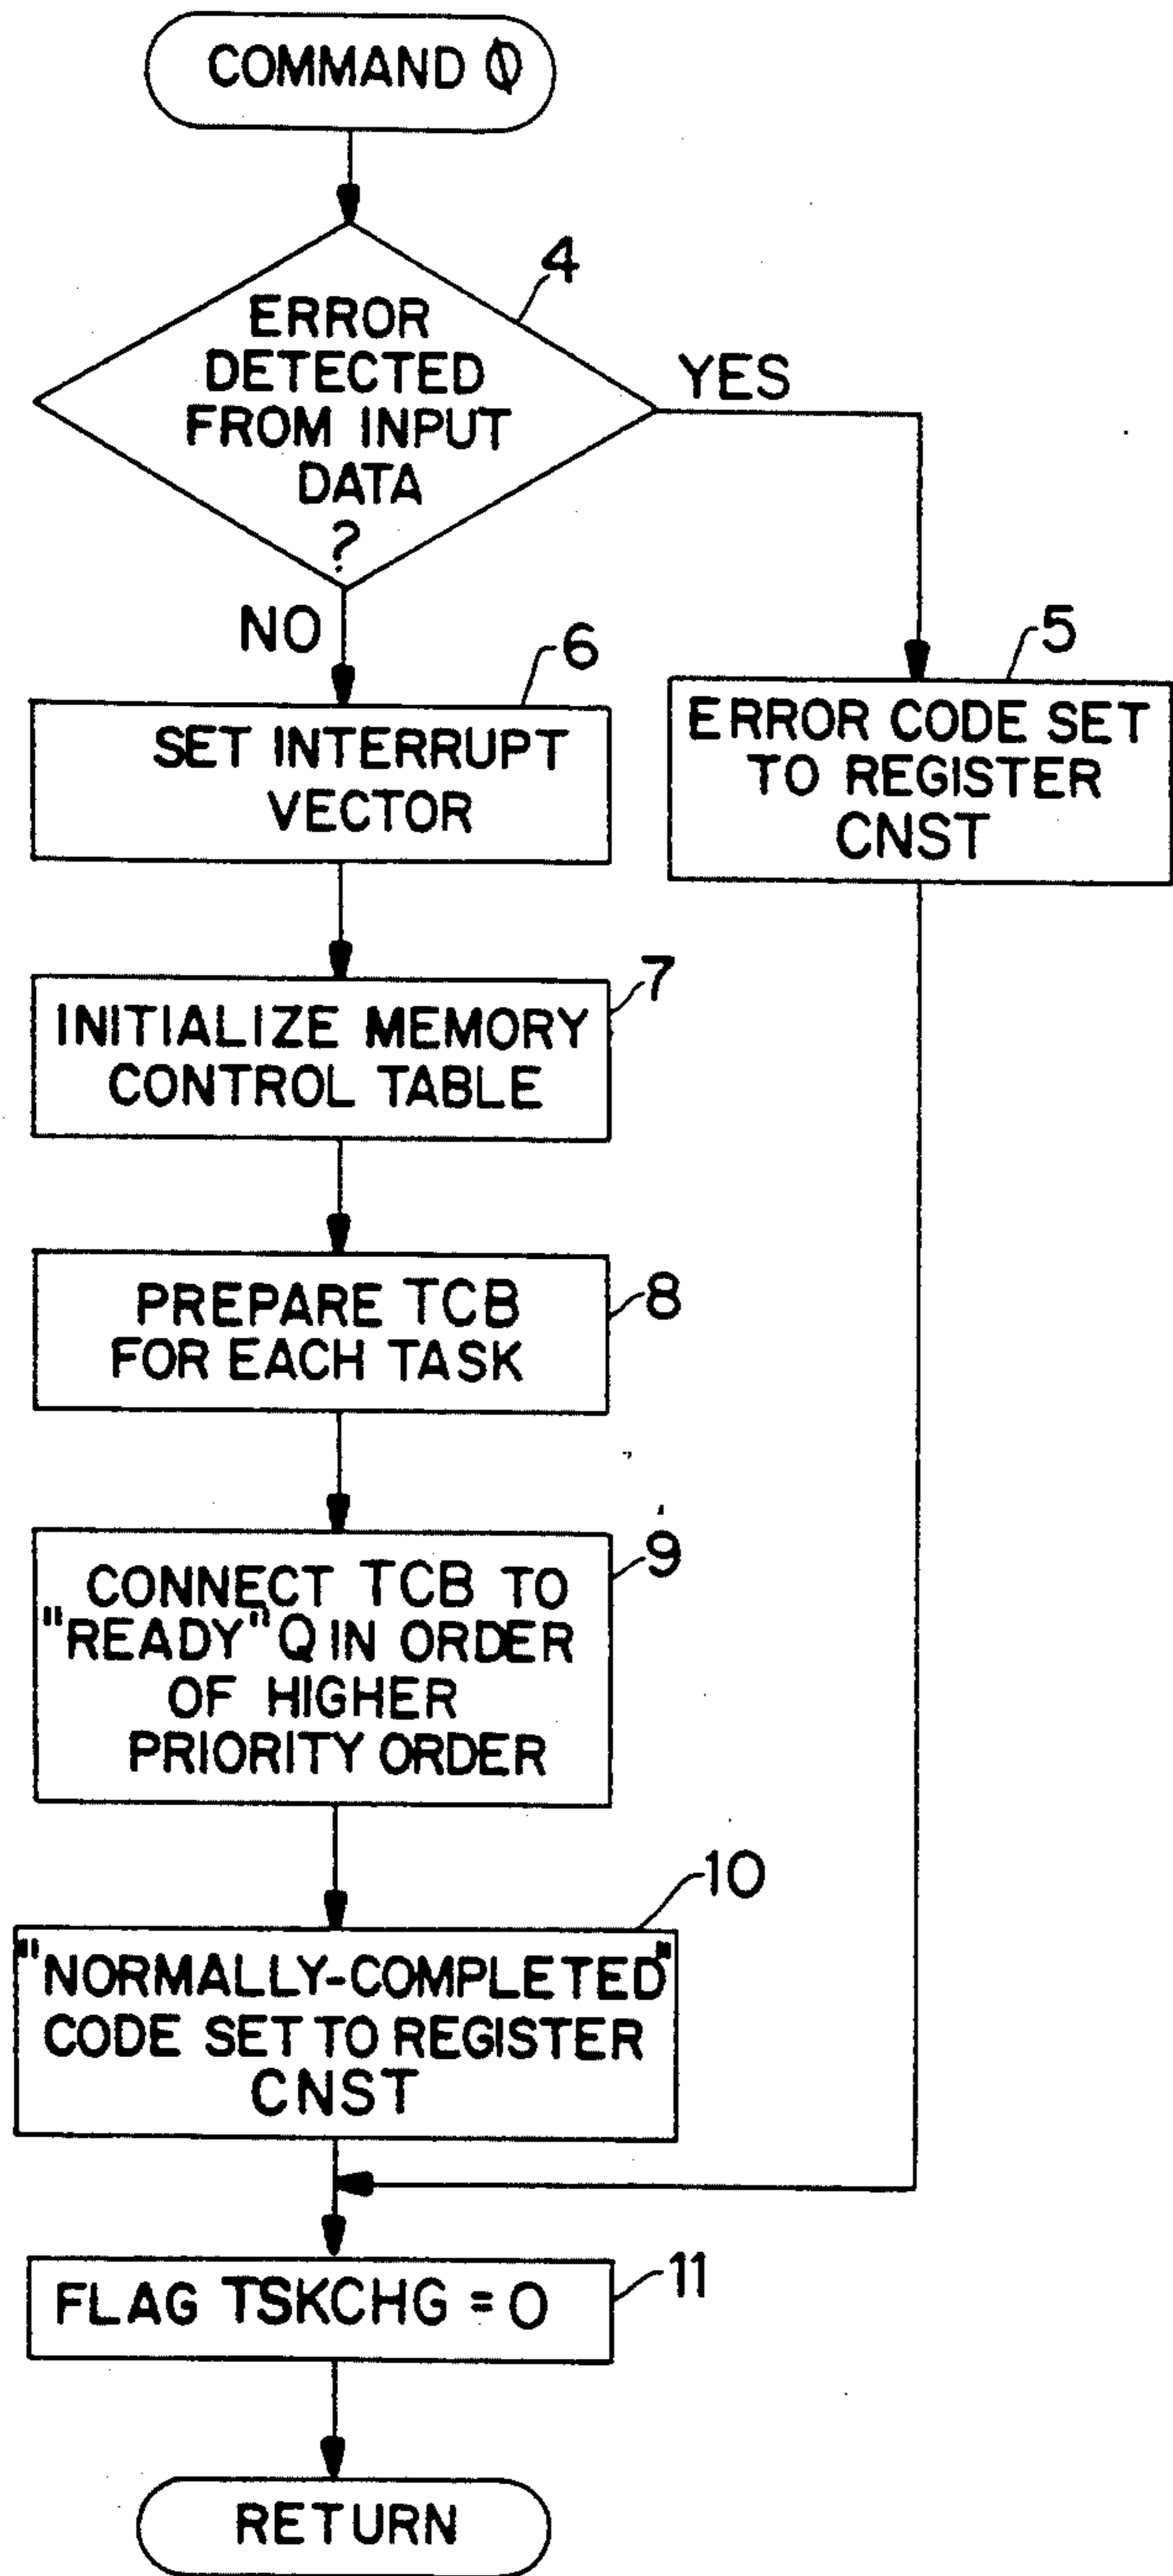 COMMAND 0
4
ERROR
DETECTED
FROM INPUT
DATA
?
YES
NO
6
SET INTERRUPT
VECTOR
5
ERROR CODE SET
TO REGISTER
CNST
7
INITIALIZE MEMORY
CONTROL TABLE
8
PREPARE TCB
FOR EACH TASK
9
CONNECT TCB TO
"READY" Q IN ORDER
OF HIGHER
PRIORITY ORDER
10
"NORMALLY-COMPLETED"
CODE SET TO REGISTER
CNST
11
FLAG TSKCHG = 0
RETURN